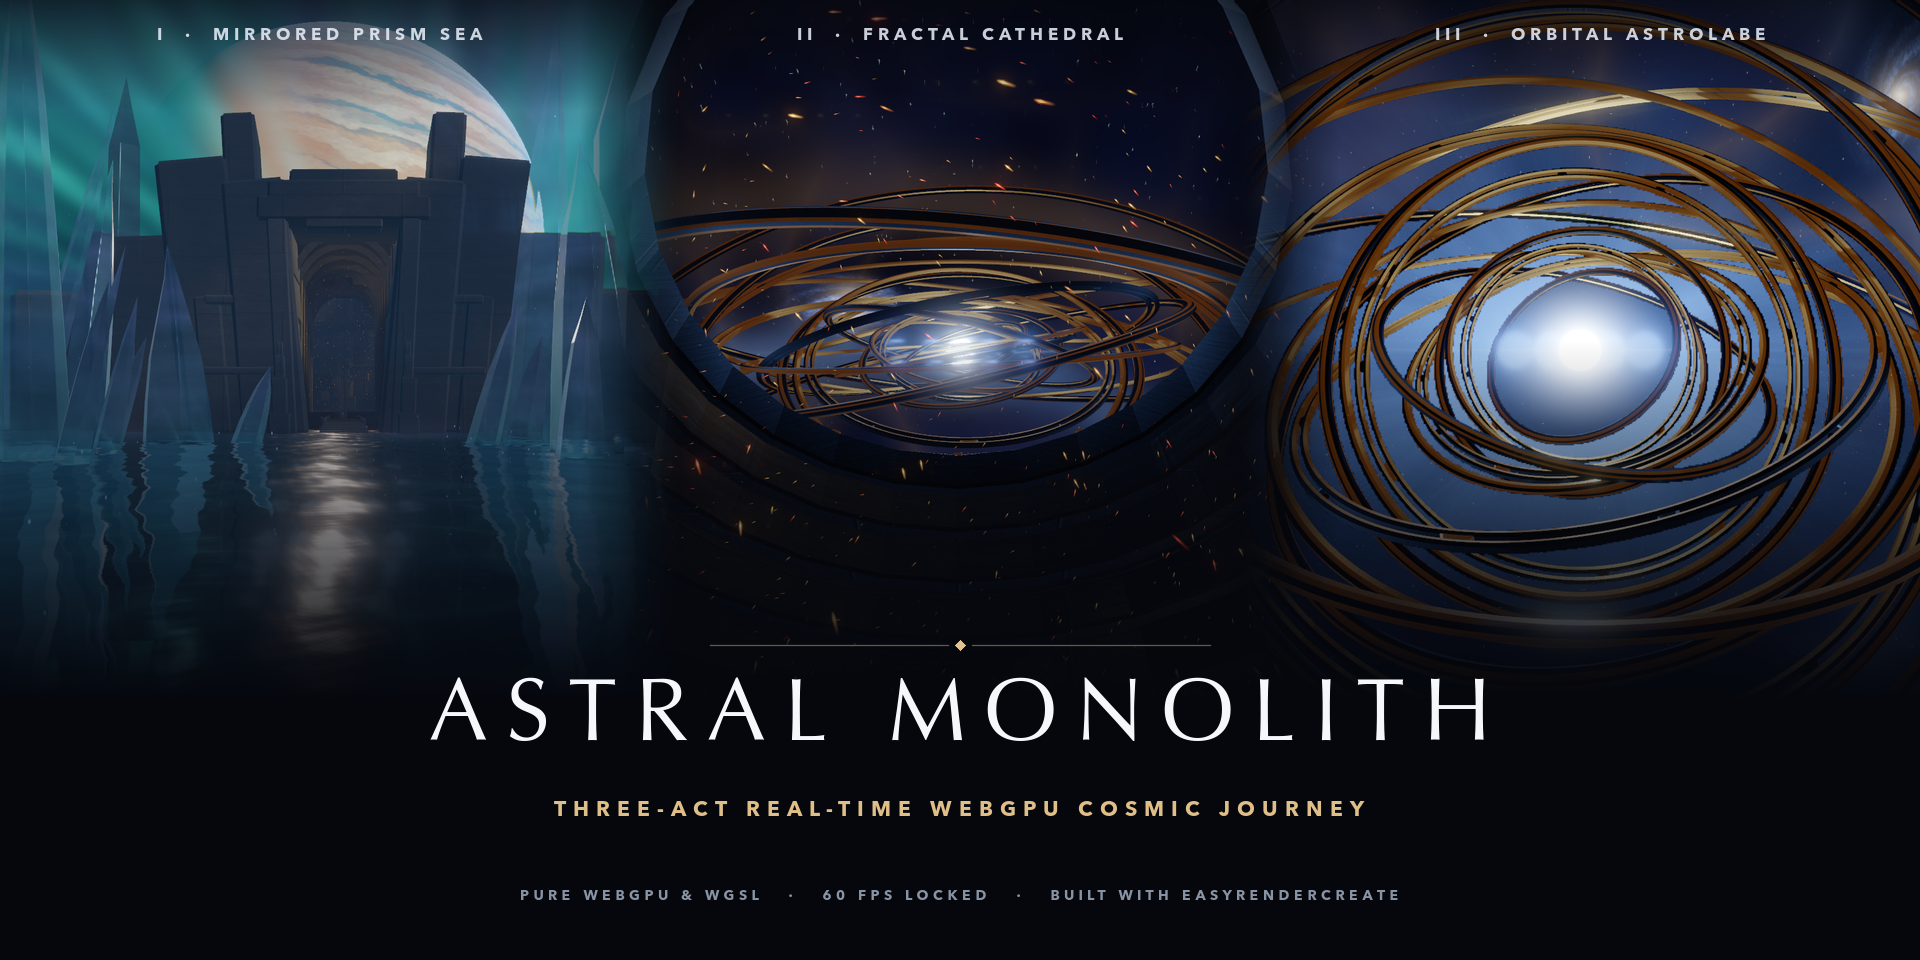 I · MIRRORED PRISM SEA
II · FRACTAL CATHEDRAL
III · ORBITAL ASTROLABE
ASTRAL MONOLITH
THREE-ACT REAL-TIME WEBGPU COSMIC JOURNEY
PURE WEBGPU & WGSL · 60 FPS LOCKED · BUILT WITH EASYRENDERCREATE